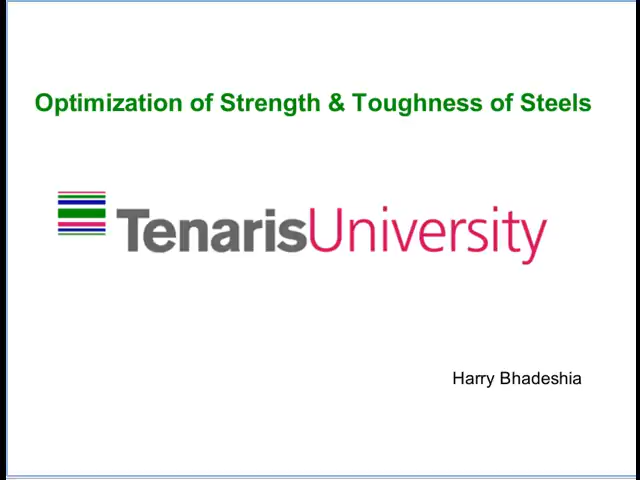 Optimization of Strength & Toughness of Steels
TenarisUniversity
Harry Bhadeshia